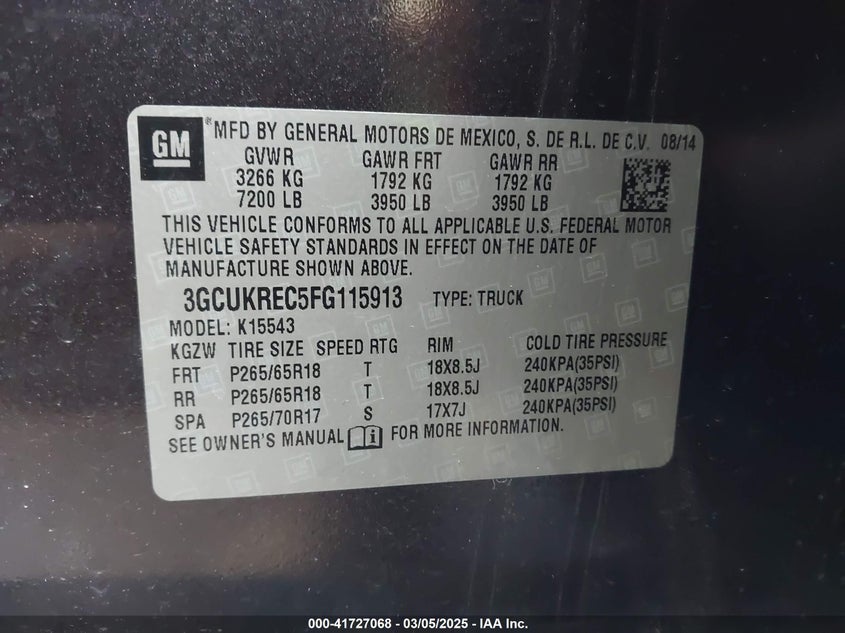 GM
® MFD BY GENERAL MOTORS DE MEXICO, S. DE R.L. DE C.V. 08/14
GVWR GAWR FRT GAWR RR
3266 KG 1792 KG 1792 KG
7200 LB 3950 LB 3950 LB
THIS VEHICLE CONFORMS TO ALL APPLICABLE U.S. FEDERAL MOTOR
VEHICLE SAFETY STANDARDS IN EFFECT ON THE DATE OF
MANUFACTURE SHOWN ABOVE.
3GCUKREC5FG115913 TYPE: TRUCK
MODEL: K15543
KGZW TIRE SIZE SPEED RTG RIM COLD TIRE PRESSURE
FRT P265/65R18 T 18X8.5J 240KPA(35PSI)
RR P265/65R18 T 18X8.5J 240KPA(35PSI)
SPA P265/70R17 S 17X7J 240KPA(35PSI)
SEE OWNER'S MANUAL i FOR MORE INFORMATION.
000-41727068 - 03/05/2025 - IAA Inc.